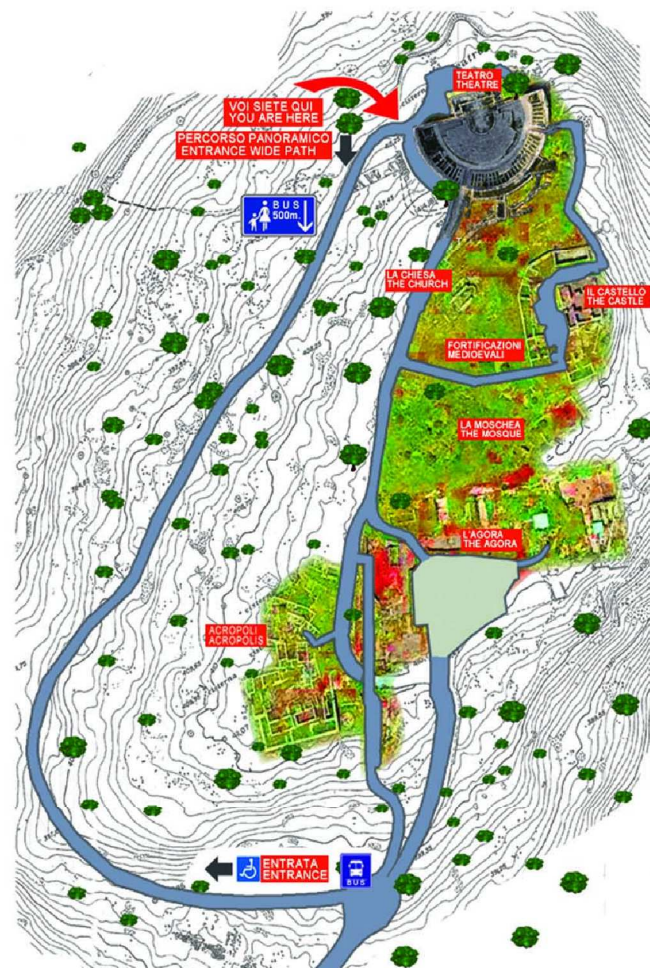 TEATRO
THEATRE
VOI SIETE QUI
YOU ARE HERE
PERCORSO PANORAMICO
ENTRANCE WIDE PATH
BUS
500m.
LA CHIESA
THE CHURCH
IL CASTELLO
THE CASTLE
FORTIFICAZIONI
MEDIOEVALI
LA MOSCHEA
THE MOSQUE
L'AGORA
THE AGORA
ACROPOLI
ACROPOLIS
ENTRATA
ENTRANCE
BUS